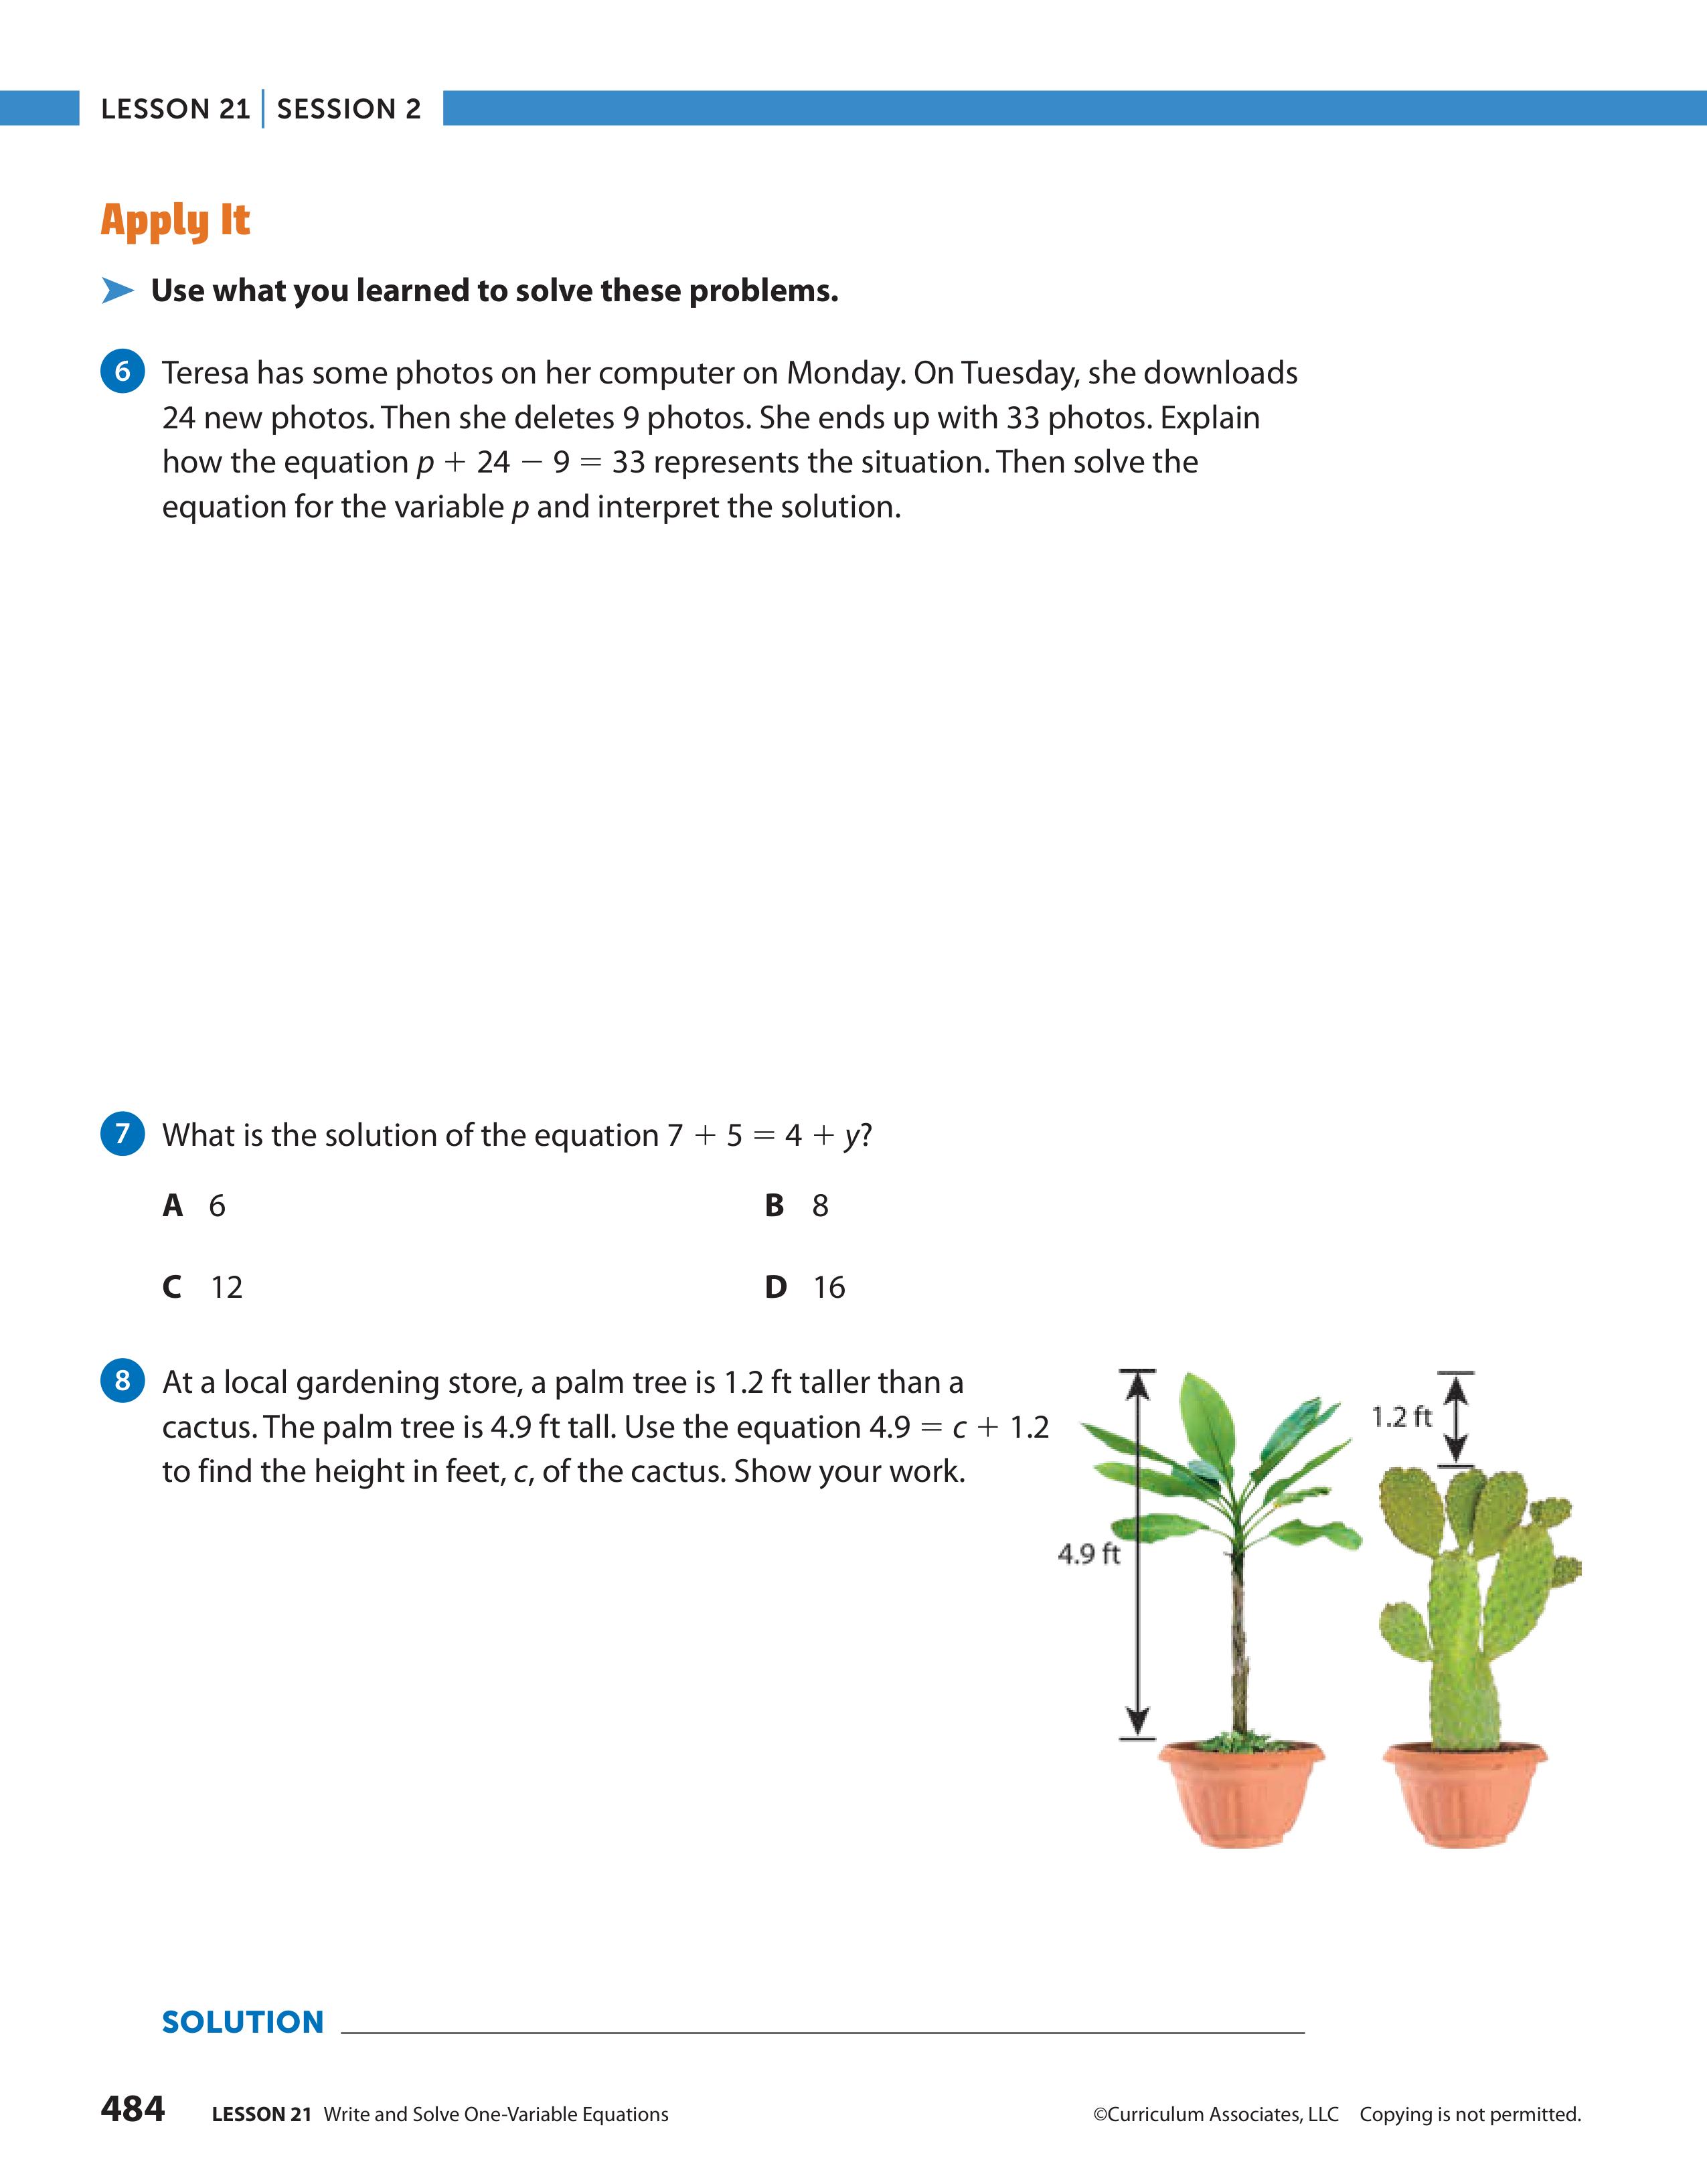 LESSON 21 | SESSION 2
Apply It
Use what you learned to solve these problems.
6 Teresa has some photos on her computer on Monday. On Tuesday, she downloads
24 new photos. Then she deletes 9 photos. She ends up with 33 photos. Explain
how the equation p + 24 − 9 = 33 represents the situation. Then solve the
equation for the variable p and interpret the solution.
7 What is the solution of the equation 7 + 5 = 4 + y?
A 6 B 8
C 12 D 16
8 At a local gardening store, a palm tree is 1.2 ft taller than a
cactus. The palm tree is 4.9 ft tall. Use the equation 4.9 = c + 1.2
to find the height in feet, c, of the cactus. Show your work.
1.2 ft
4.9 ft
SOLUTION
484 LESSON 21 Write and Solve One-Variable Equations ©Curriculum Associates, LLC Copying is not permitted.